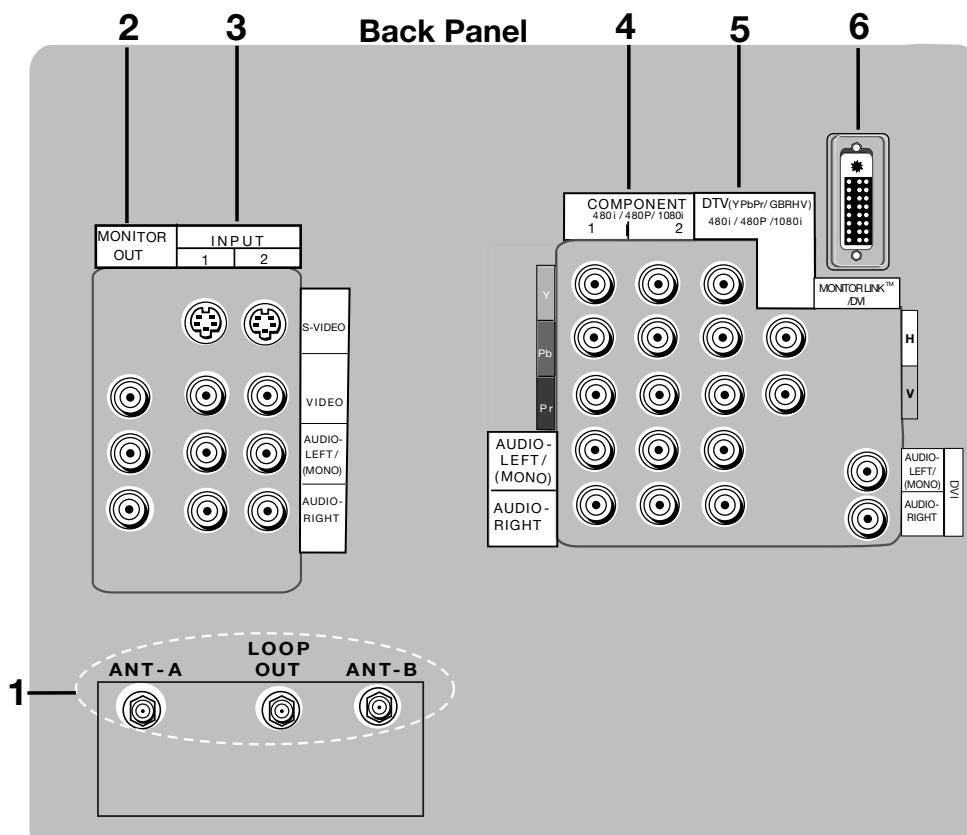 2 3 Back Panel 4 5 6
MONITOR
OUT
INPUT
1 2
S-VIDEO
VIDEO
AUDIO-
LEFT/
(MONO)
AUDIO-
RIGHT
COMPONENT
480i / 480P/ 1080i
1 2
DTV(YPbPr/ GBRHV)
480i / 480P /1080i
MONITORLINK™
/DVI
Y
Pb
Pr
AUDIO-
LEFT/
(MONO)
AUDIO-
RIGHT
H
V
AUDIO-
LEFT/
(MONO)
AUDIO-
RIGHT
DVI
1
ANT-A
LOOP
OUT
ANT-B